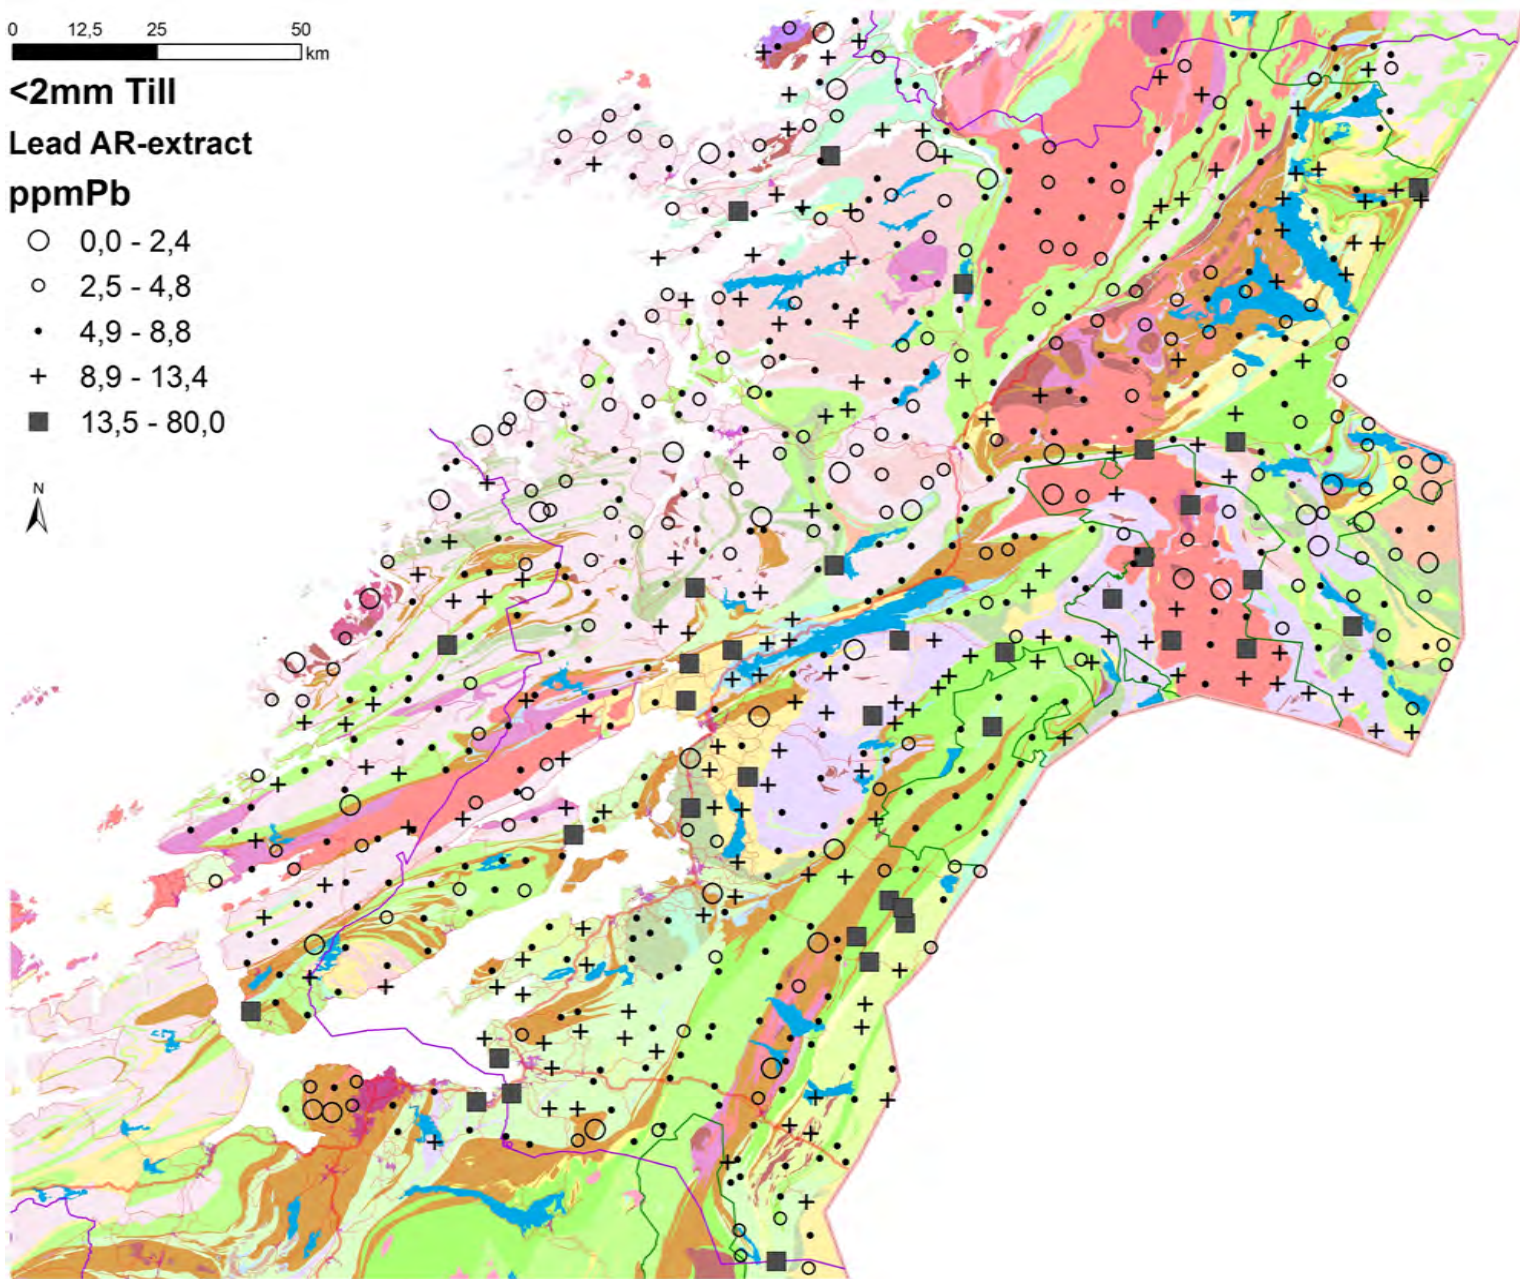 0 12,5 25 50
km
<2mm Till
Lead AR-extract
ppmPb
0,0 - 2,4
2,5 - 4,8
4,9 - 8,8
8,9 - 13,4
13,5 - 80,0
N